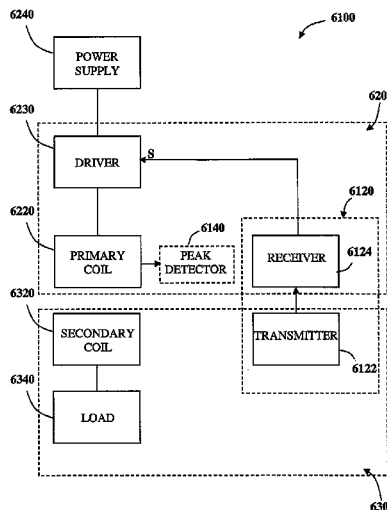 6240
6100
POWER
SUPPLY
6230
620
DRIVER
S
6120
6220
6140
PRIMARY
COIL
PEAK
DETECTOR
RECEIVER
6124
6320
SECONDARY
COIL
TRANSMITTER
6340
6122
LOAD
630